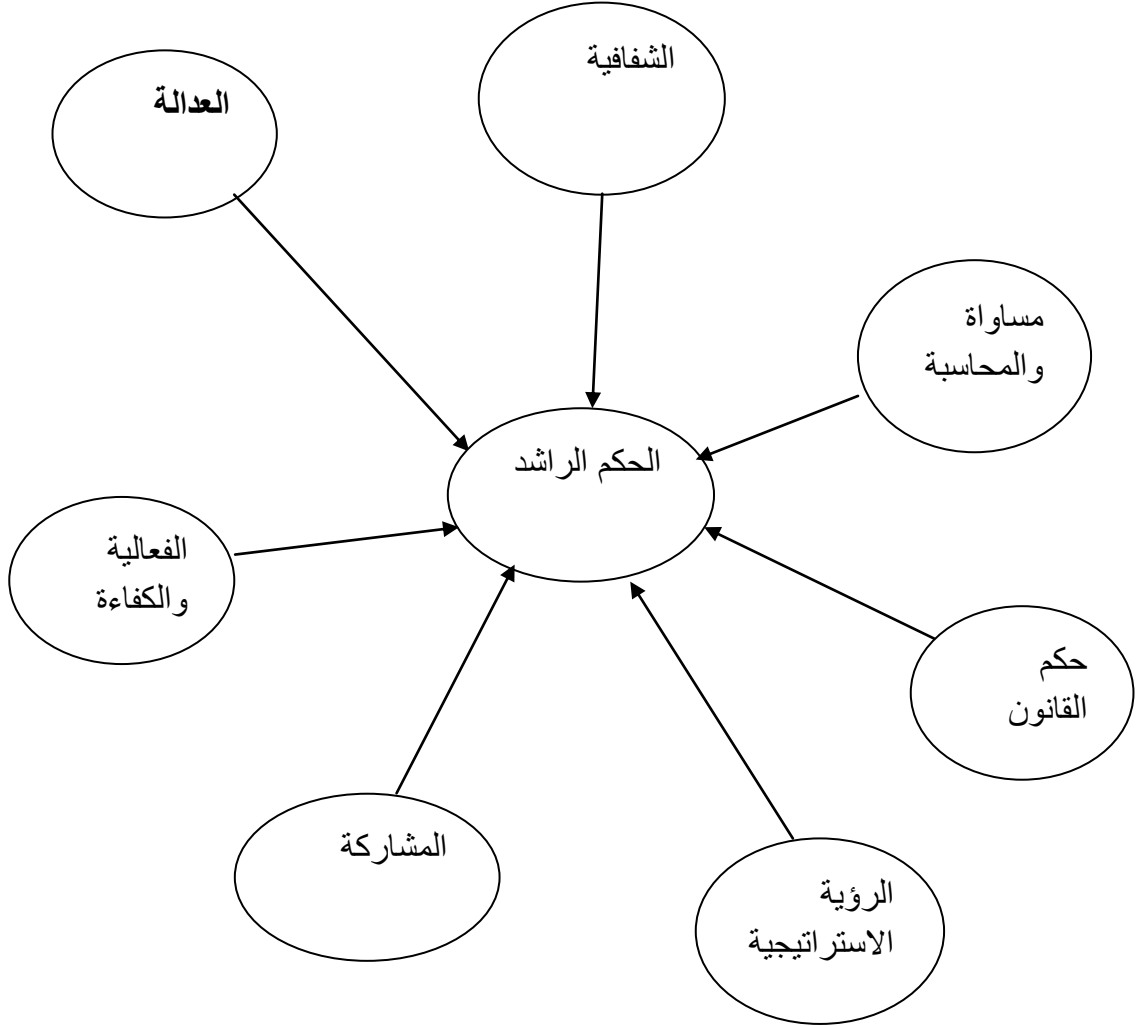 الشفافية
العدالة
مساواة
والمحاسبة
الحكم الراشد
الفعالية
والكفاءة
حكم
القانون
المشاركة
الرؤية
الاستراتيجية